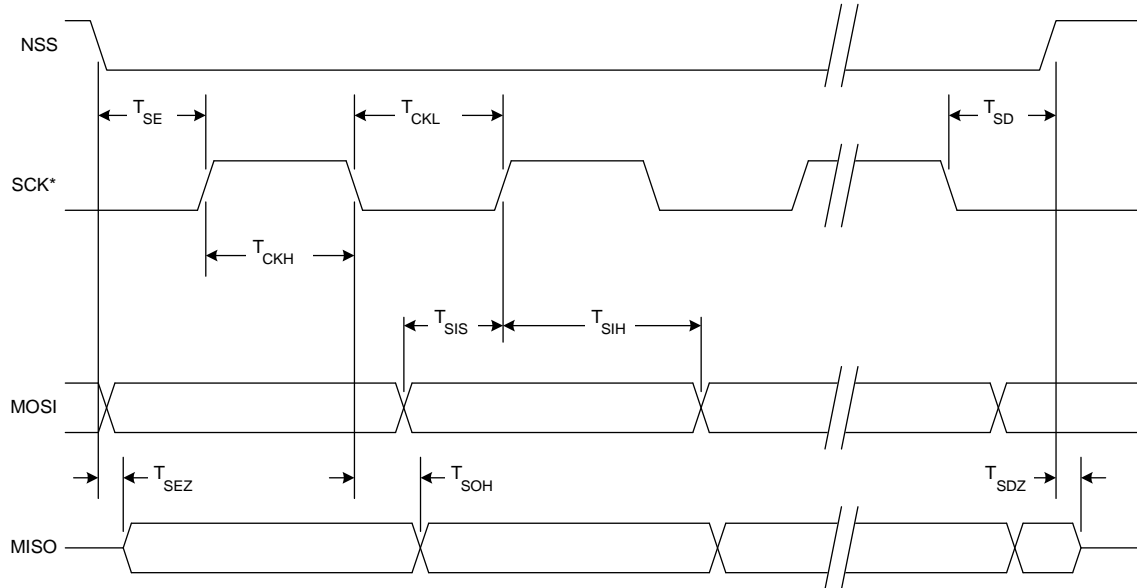 NSS
T_SE
T_CKL
T_SD
SCK*
T_CKH
T_SIS
T_SIH
MOSI
T_SEZ
T_SOH
T_SDZ
MISO